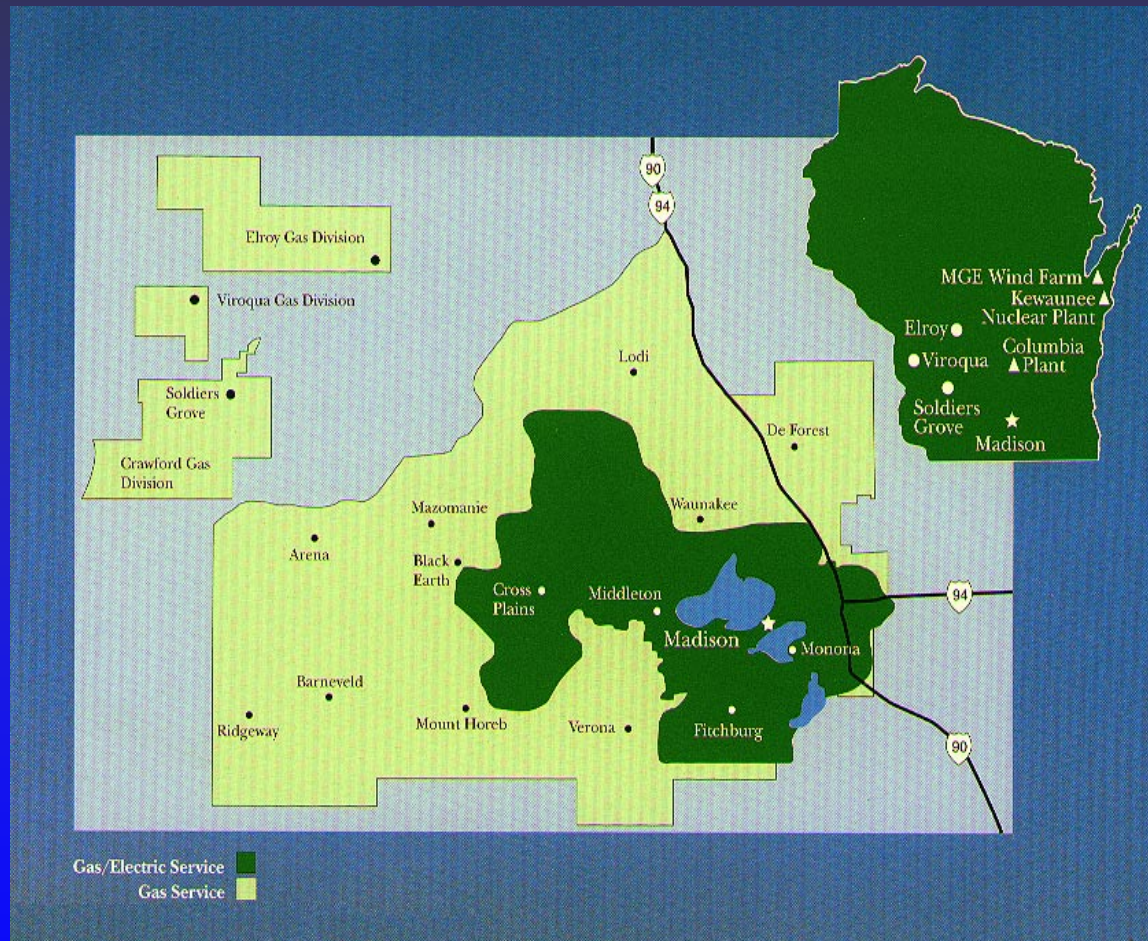 90
94
Elroy Gas Division
Viroqua Gas Division
Soldiers
Grove
Crawford Gas
Division
Lodi
De Forest
Waunakee
Mazomanie
Arena
Black
Earth
Cross
Plains
Middleton
Madison
Monona
94
Barneveld
Ridgeway
Mount Horeb
Verona
Fitchburg
90
MGE Wind Farm
Kewaunee
Nuclear Plant
Elroy
Columbia
Plant
Viroqua
Soldiers
Grove
Madison
Gas/Electric Service
Gas Service